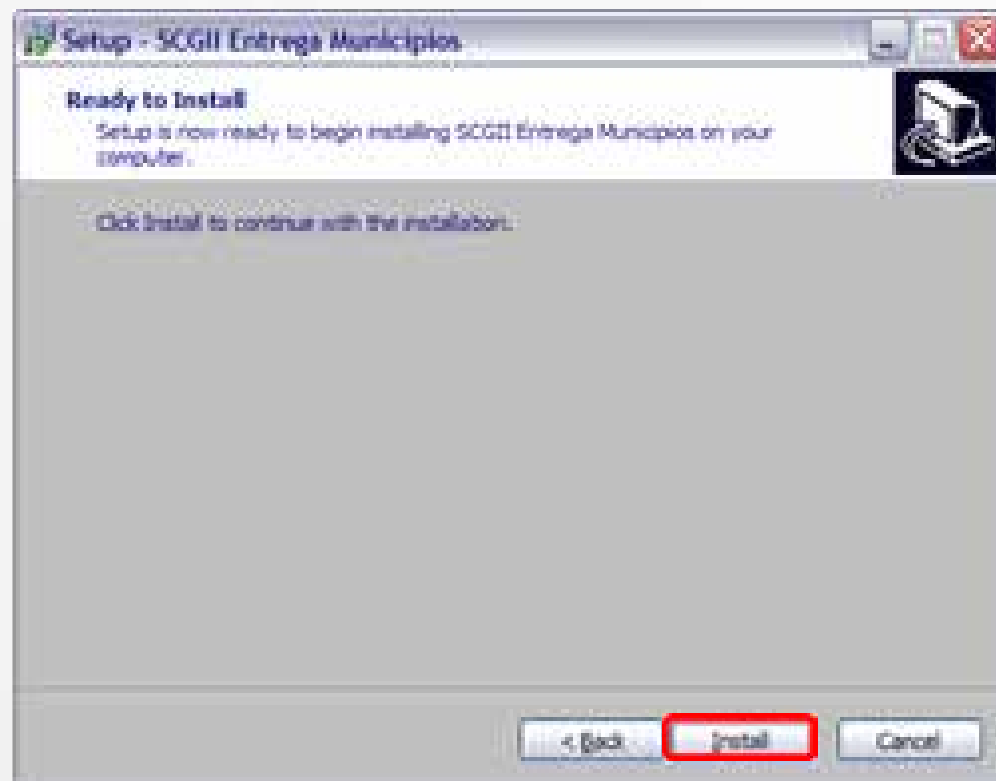 Setup - SCGII Entrega Municipios
Ready to Install
Setup is now ready to begin installing SCGII Entrega Municipios on your
computer.
Click Install to continue with the installation.
< Back
Install
Cancel